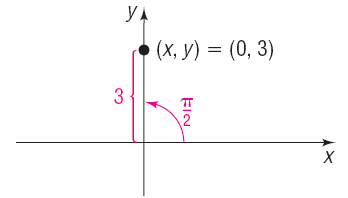 y
(x, y) = (0, 3)
3
π/2
x